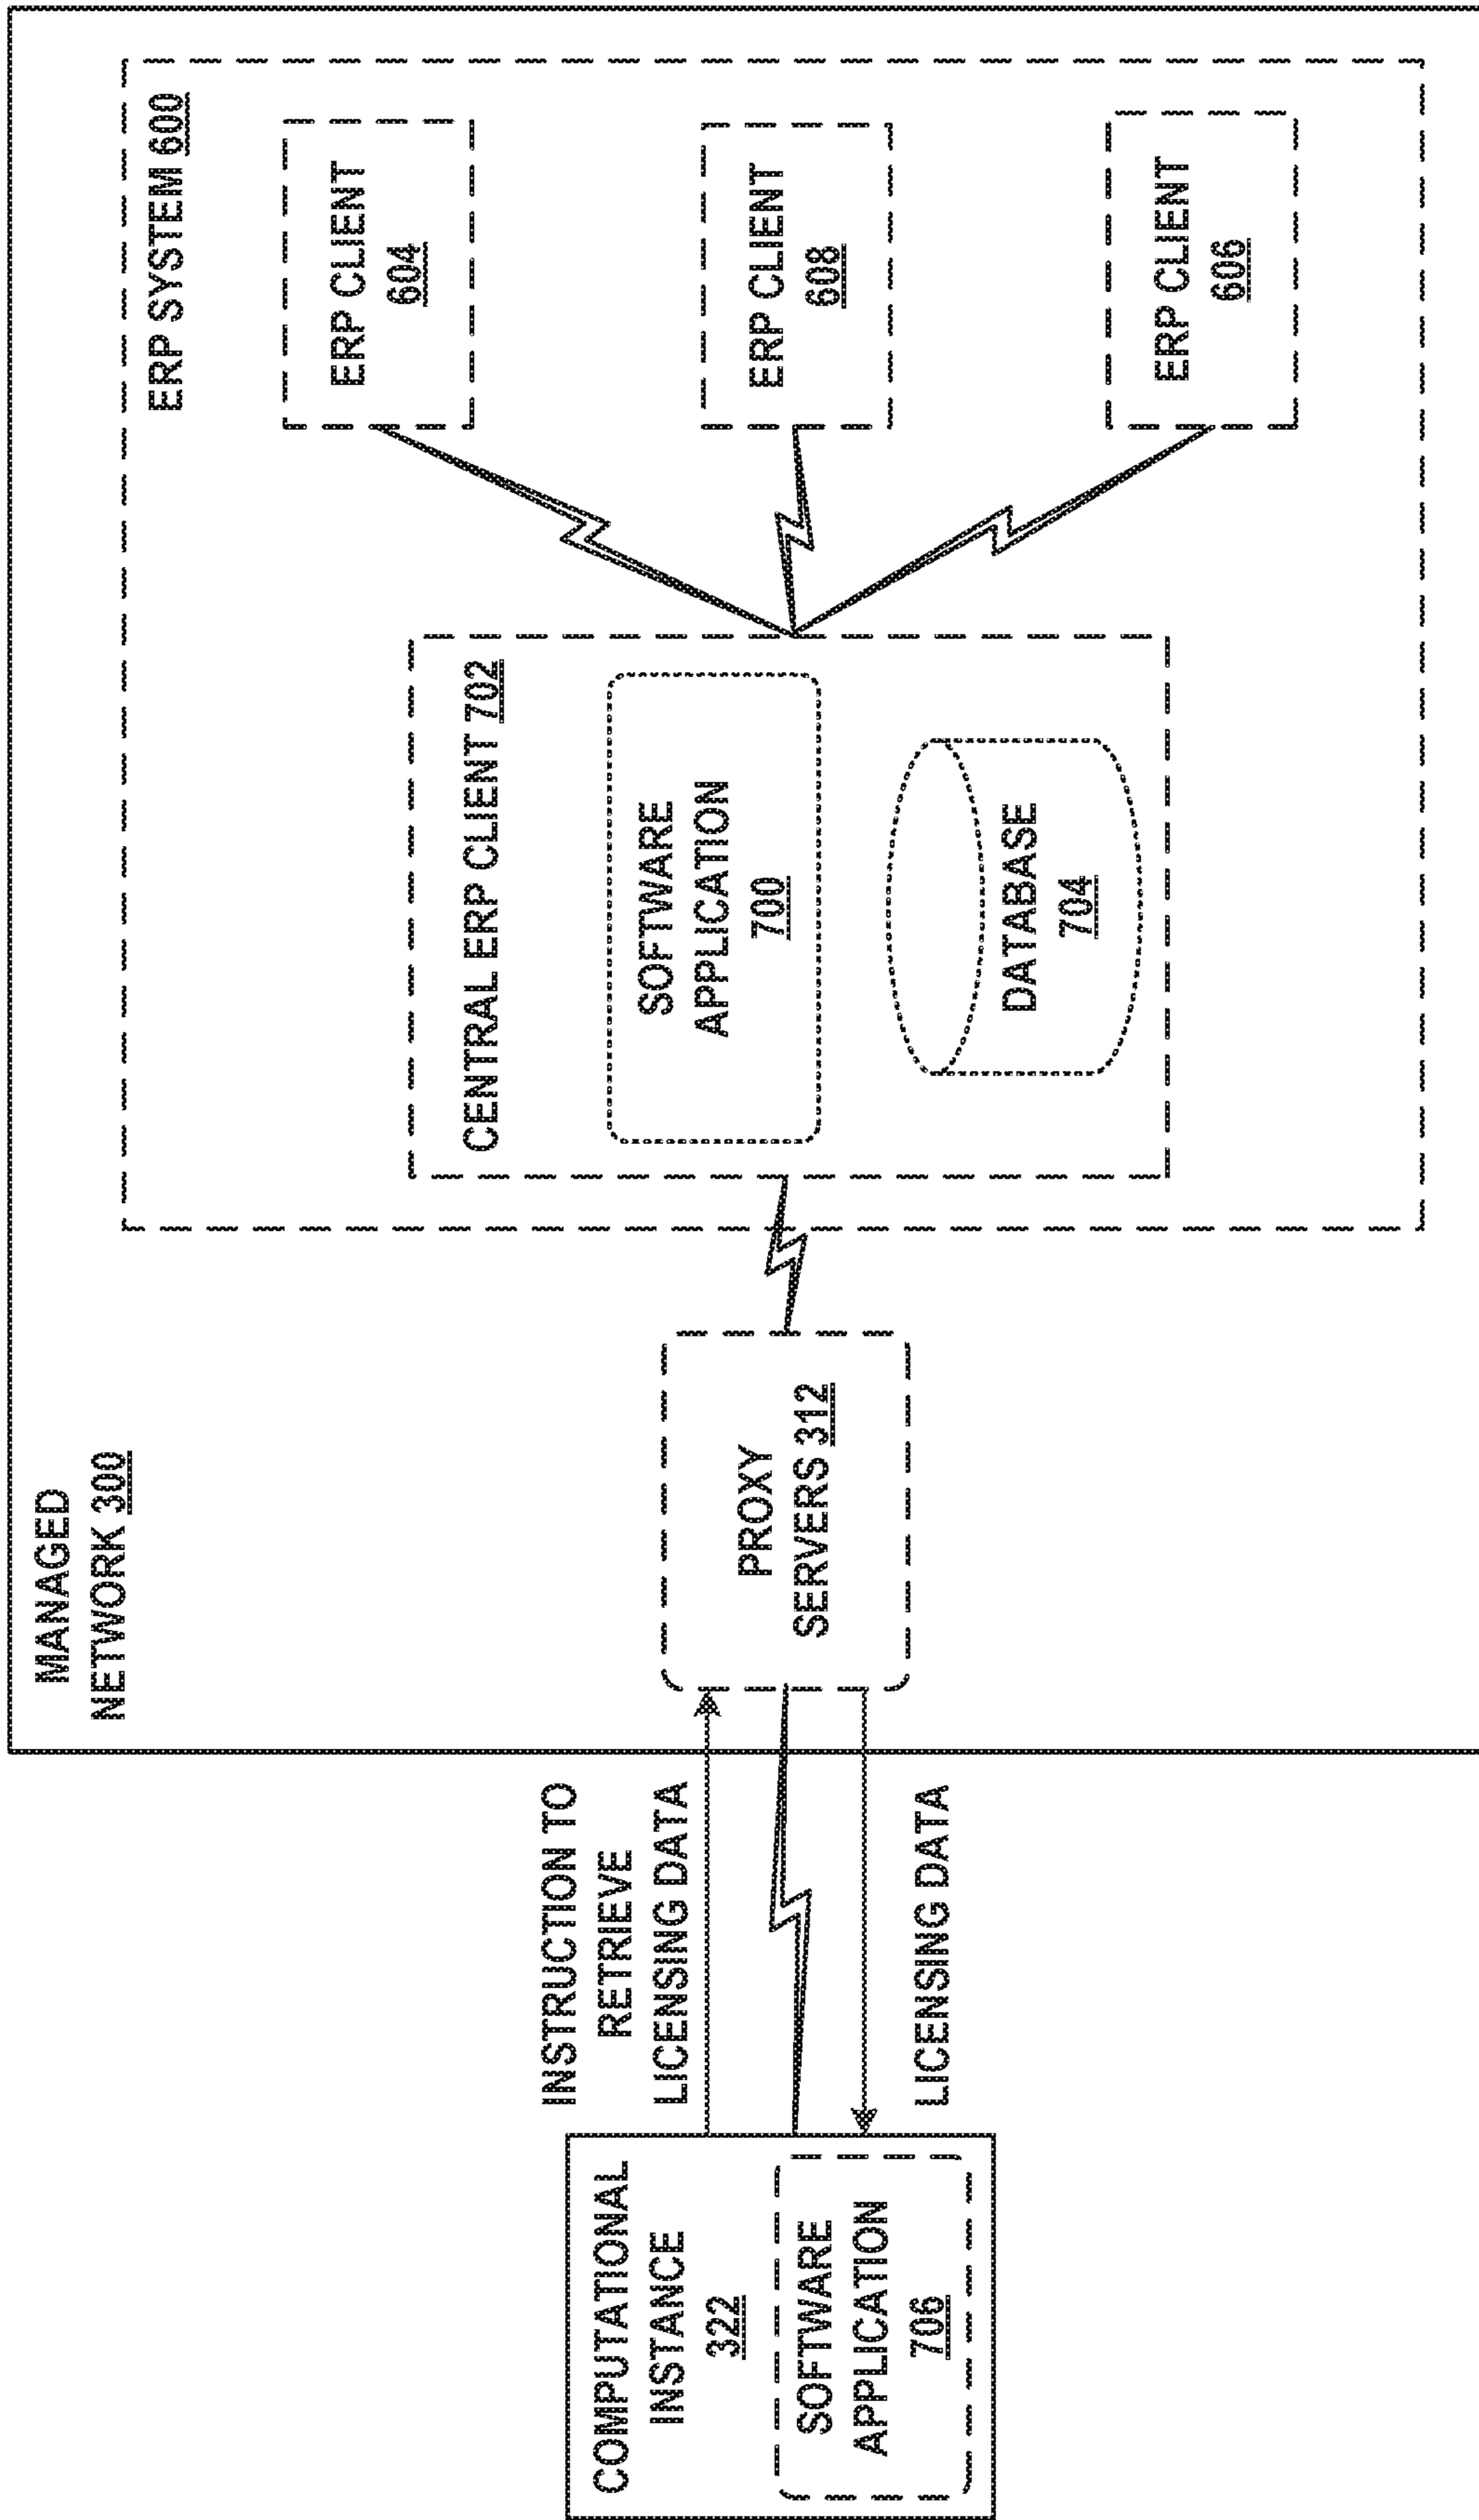 MANAGED
NETWORK 300
ERP SYSTEM 600
ERP CLIENT
604
ERP CLIENT
608
ERP CLIENT
606
CENTRAL ERP CLIENT 702
SOFTWARE
APPLICATION
700
DATABASE
704
PROXY
SERVERS 312
INSTRUCTION TO
RETRIEVE
LICENSING DATA
LICENSING DATA
COMPUTATIONAL
INSTANCE
322
SOFTWARE
APPLICATION
706